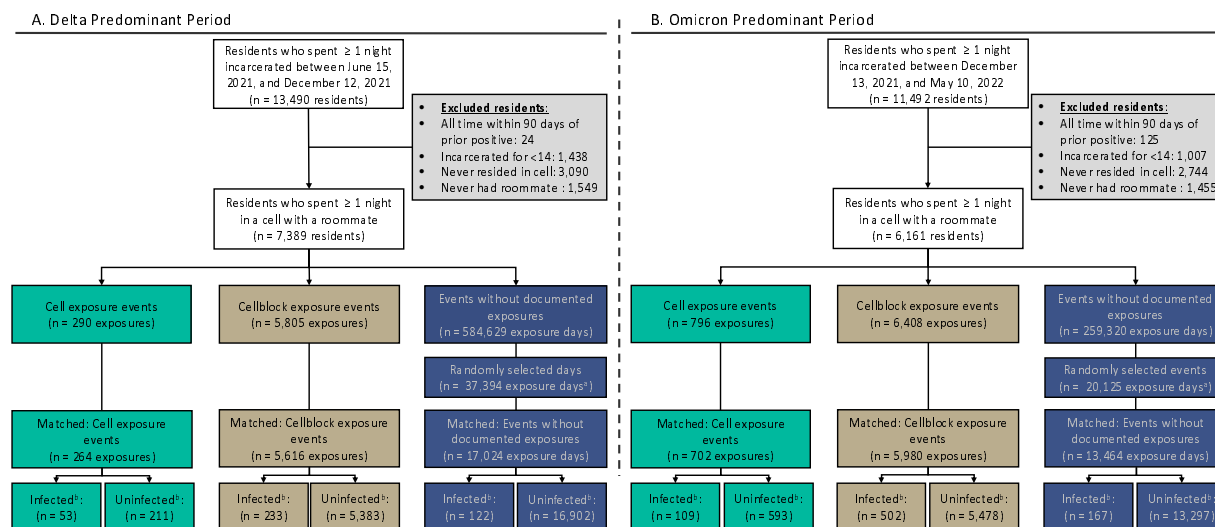 A. Delta Predominant Period
Residents who spent ≥ 1 night
incarcerated between June 15,
2021, and December 12, 2021
(n = 13,490 residents)
• Excluded residents:
• All time within 90 days of
prior positive: 24
• Incarcerated for <14: 1,438
• Never resided in cell: 3,090
• Never had roommate : 1,549
Residents who spent ≥ 1 night
in a cell with a roommate
(n = 7,389 residents)
Cell exposure events
(n = 290 exposures)
Cellblock exposure events
(n = 5,805 exposures)
Events without documented
exposures
(n = 584,629 exposure days)
Randomly selected days
(n = 37,394 exposure daysᵃ)
Matched: Cell exposure
events
(n = 264 exposures)
Matched: Cellblock exposure
events
(n = 5,616 exposures)
Matched: Events without
documented exposures
(n = 17,024 exposure days)
Infectedᵇ:
(n = 53)
Uninfectedᵇ:
(n = 211)
Infectedᵇ:
(n = 233)
Uninfectedᵇ:
(n = 5,383)
Infectedᵇ:
(n = 122)
Uninfectedᵇ:
(n = 16,902)
B. Omicron Predominant Period
Residents who spent ≥ 1 night
incarcerated between December
13, 2021, and May 10, 2022
(n = 11,492 residents)
• Excluded residents:
• All time within 90 days of
prior positive: 125
• Incarcerated for <14: 1,007
• Never resided in cell: 2,744
• Never had roommate : 1,455
Residents who spent ≥ 1 night
in a cell with a roommate
(n = 6,161 residents)
Cell exposure events
(n = 796 exposures)
Cellblock exposure events
(n = 6,408 exposures)
Events without documented
exposures
(n = 259,320 exposure days)
Randomly selected events
(n = 20,125 exposure daysᵃ)
Matched: Cell exposure
events
(n = 702 exposures)
Matched: Cellblock exposure
events
(n = 5,980 exposures)
Matched: Events without
documented exposures
(n = 13,464 exposure days)
Infectedᵇ:
(n = 109)
Uninfectedᵇ:
(n = 593)
Infectedᵇ:
(n = 502)
Uninfectedᵇ:
(n = 5,478)
Infectedᵇ:
(n = 167)
Uninfectedᵇ:
(n = 13,297)